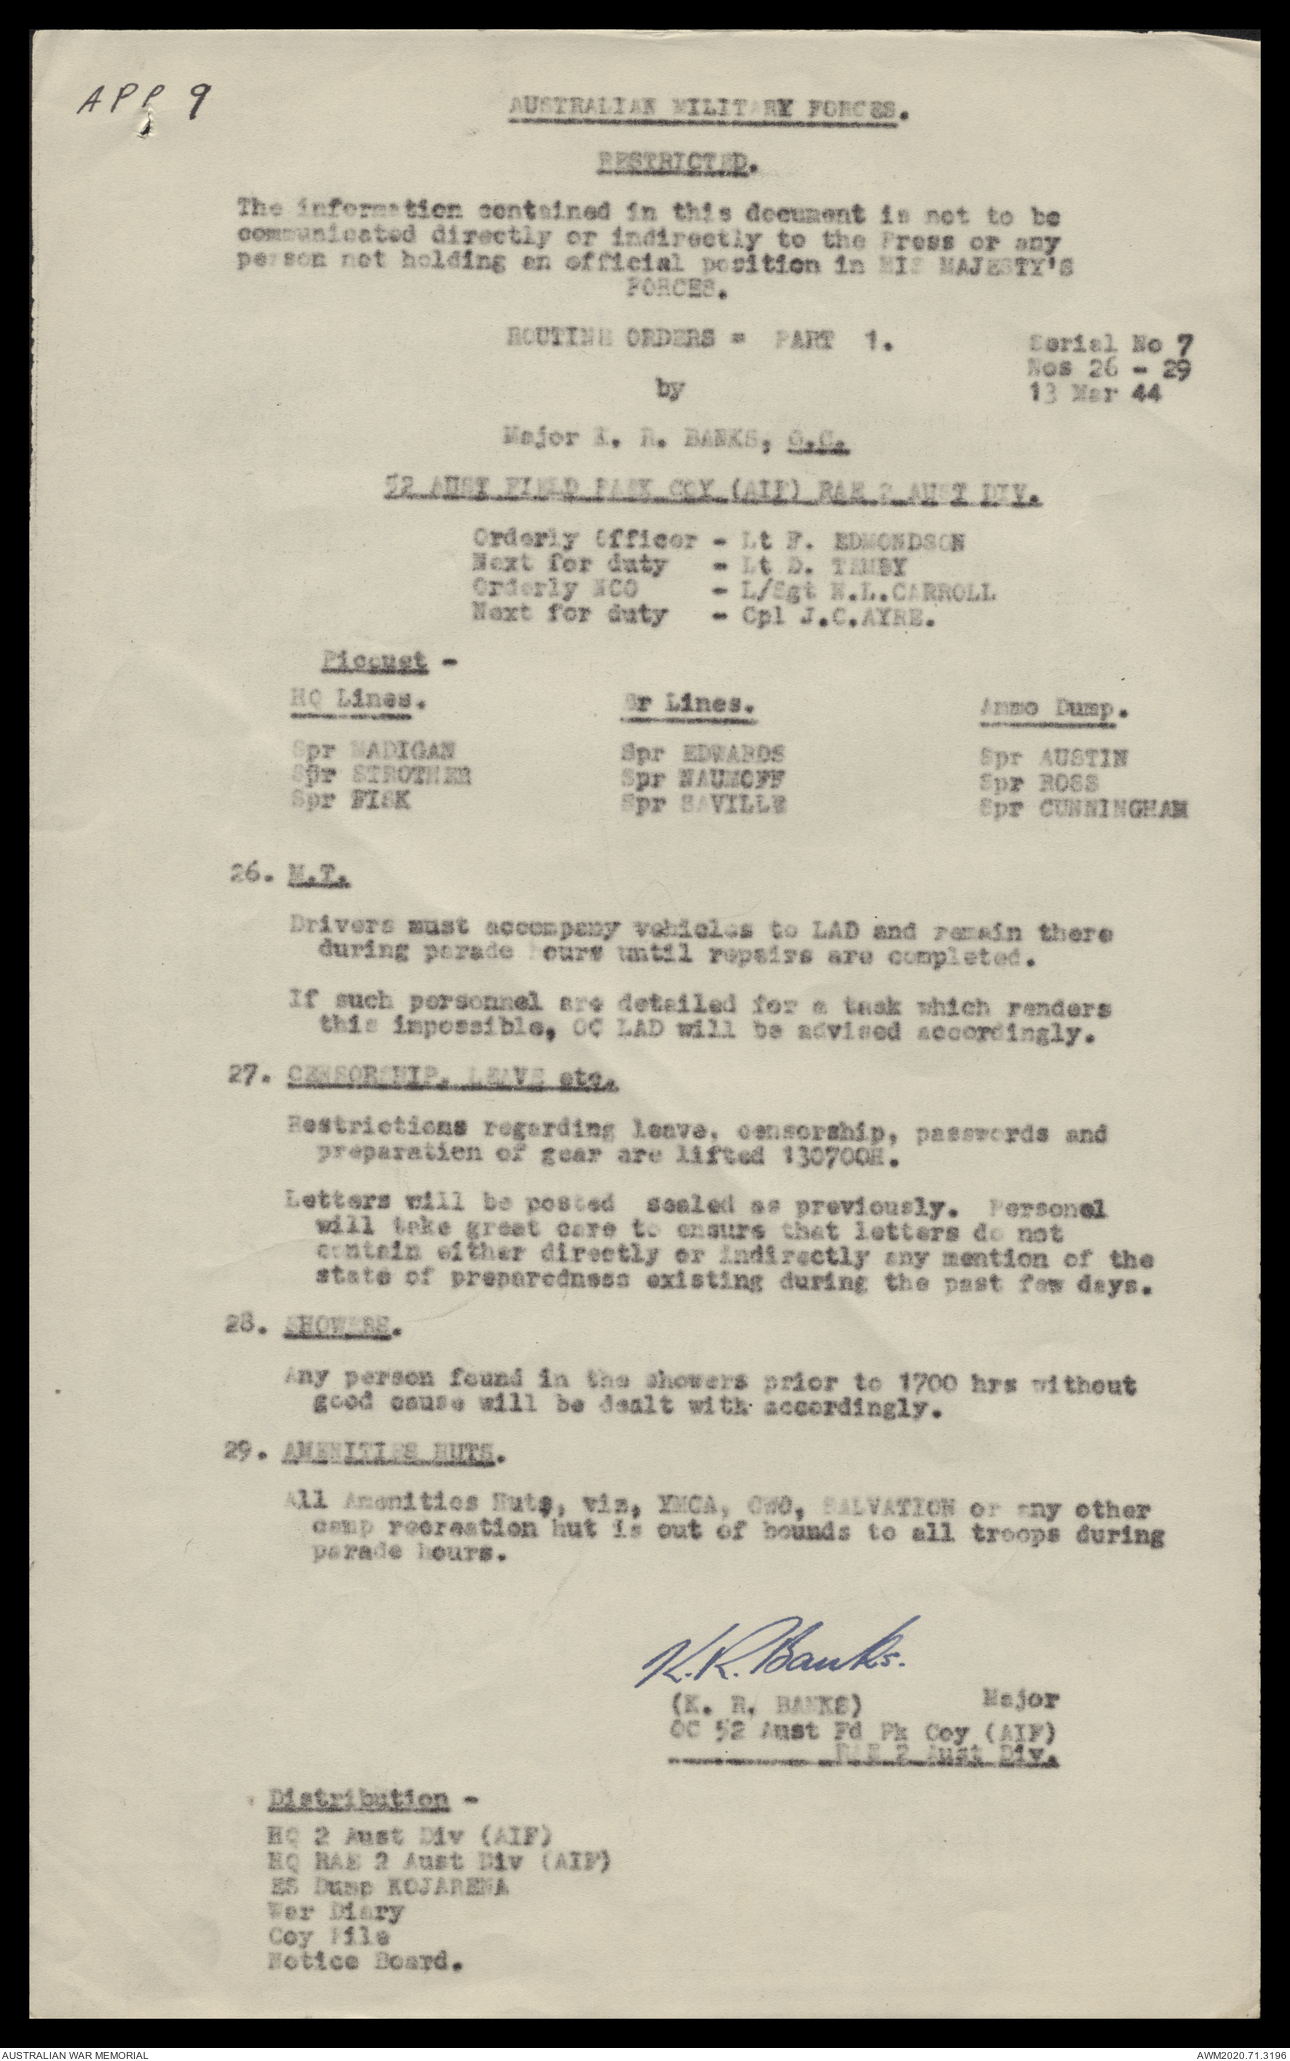 APP 9
AUSTRALIAN MILITARY FORCES.
RESTRICTED.
The information contained in this document is not to be
communicated directly or indirectly to the Press or any
person not holding an official position in HIS MAJESTY'S
FORCES.
ROUTINE ORDERS - PART 1.
Serial No 7
Nos 26 - 29
13 Mar 44
by
Major K. R. BANKS, O.C.
52 AUST FIELD PARK COY (AIF) RAE 2 AUST DIV.
Orderly Officer - Lt F. EDMONDSON
Next for duty - Lt D.
Orderly NCO - L/Sgt N.L.CARROLL
Next for duty - Cpl J.C.AYRE.
Picquet -
HQ Lines. Br Lines. Ammo Dump.
Spr MADIGAN Spr EDWARDS Spr AUSTIN
Spr STROTHER Spr NAUMOFF Spr ROSS
Spr FISK Spr SAVILLE Spr CUNNINGHAM
26. M.T.
Drivers must accompany vehicles to LAD and remain there
during parade hours until repairs are completed.
If such personnel are detailed for a task which renders
this impossible, OC LAD will be advised accordingly.
27. CENSORSHIP, LEAVE etc.
Restrictions regarding leave, censorship, passwords and
preparation of gear are lifted 130700H.
Letters will be posted sealed as previously. Personel
will take great care to ensure that letters do not
contain either directly or indirectly any mention of the
state of preparedness existing during the past few days.
28. SHOWERS.
Any person found in the showers prior to 1700 hrs without
good cause will be dealt with accordingly.
29. AMENITIES HUTS.
All Amenities Huts, viz, YMCA, CWO, SALVATION or any other
camp recreation hut is out of bounds to all troops during
parade hours.
K.R. Banks.
(K. R. BANKS) Major
OC 52 Aust Fd Pk Coy (AIF)
RAE 2 Aust Div.
Distribution -
HQ 2 Aust Div (AIF)
HQ RAE 2 Aust Div (AIF)
ES Dump KOJARENA
War Diary
Coy File
Notice Board.
AUSTRALIAN WAR MEMORIAL
AWM2020.71.3196